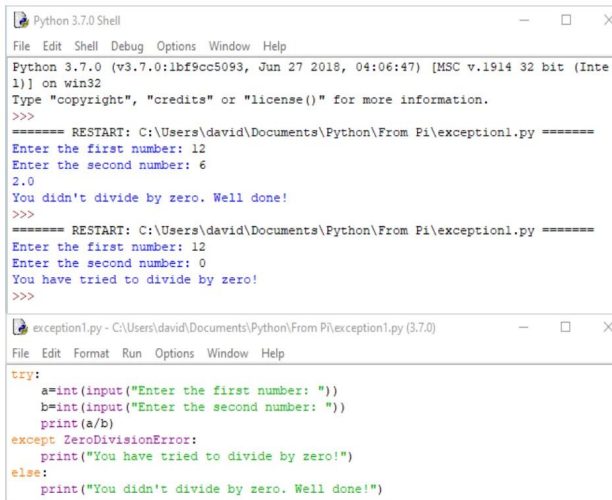 Python 3.7.0 Shell
File Edit Shell Debug Options Window Help
Python 3.7.0 (v3.7.0:1bf9cc5093, Jun 27 2018, 04:06:47) [MSC v.1914 32 bit (Inte
l)] on win32
Type "copyright", "credits" or "license()" for more information.
>>>
======= RESTART: C:\Users\david\Documents\Python\From Pi\exception1.py =======
Enter the first number: 12
Enter the second number: 6
2.0
You didn't divide by zero. Well done!
>>>
======= RESTART: C:\Users\david\Documents\Python\From Pi\exception1.py =======
Enter the first number: 12
Enter the second number: 0
You have tried to divide by zero!
>>>
exception1.py - C:\Users\david\Documents\Python\From Pi\exception1.py (3.7.0)
File Edit Format Run Options Window Help
try:
    a=int(input("Enter the first number: "))
    b=int(input("Enter the second number: "))
    print(a/b)
except ZeroDivisionError:
    print("You have tried to divide by zero!")
else:
    print("You didn't divide by zero. Well done!")